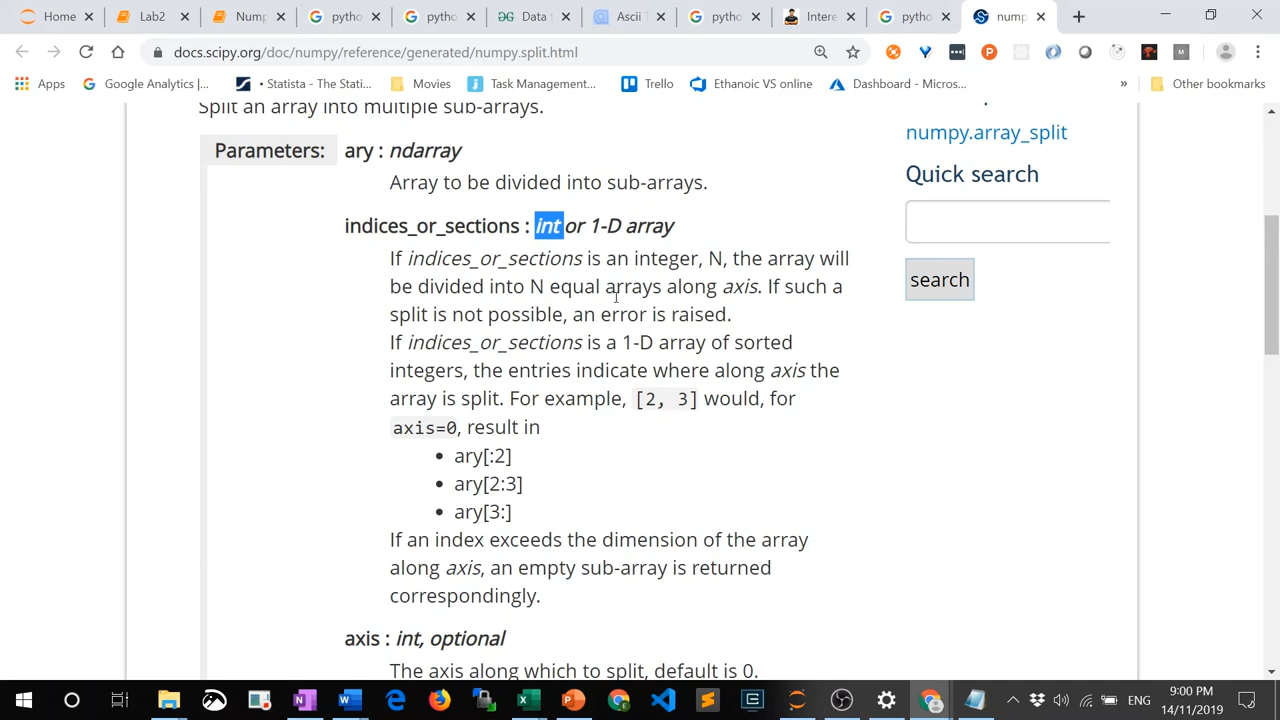 Home
Lab2
Nump
pytho
pytho
Data t
Ascii T
pytho
Intere
pytho
nump
docs.scipy.org/doc/numpy/reference/generated/numpy.split.html
Apps
Google Analytics |...
• Statista - The Stati...
Movies
Task Management...
Trello
Ethanoic VS online
Dashboard - Micros...
»
Other bookmarks
Split an array into multiple sub-arrays.
numpy.array_split
Quick search
search
Parameters:
ary : ndarray
Array to be divided into sub-arrays.
indices_or_sections : int or 1-D array
If indices_or_sections is an integer, N, the array will
be divided into N equal arrays along axis. If such a
split is not possible, an error is raised.
If indices_or_sections is a 1-D array of sorted
integers, the entries indicate where along axis the
array is split. For example, [2, 3] would, for
axis=0, result in
• ary[:2]
• ary[2:3]
• ary[3:]
If an index exceeds the dimension of the array
along axis, an empty sub-array is returned
correspondingly.
axis : int, optional
The axis along which to split, default is 0.
ENG
9:00 PM
14/11/2019